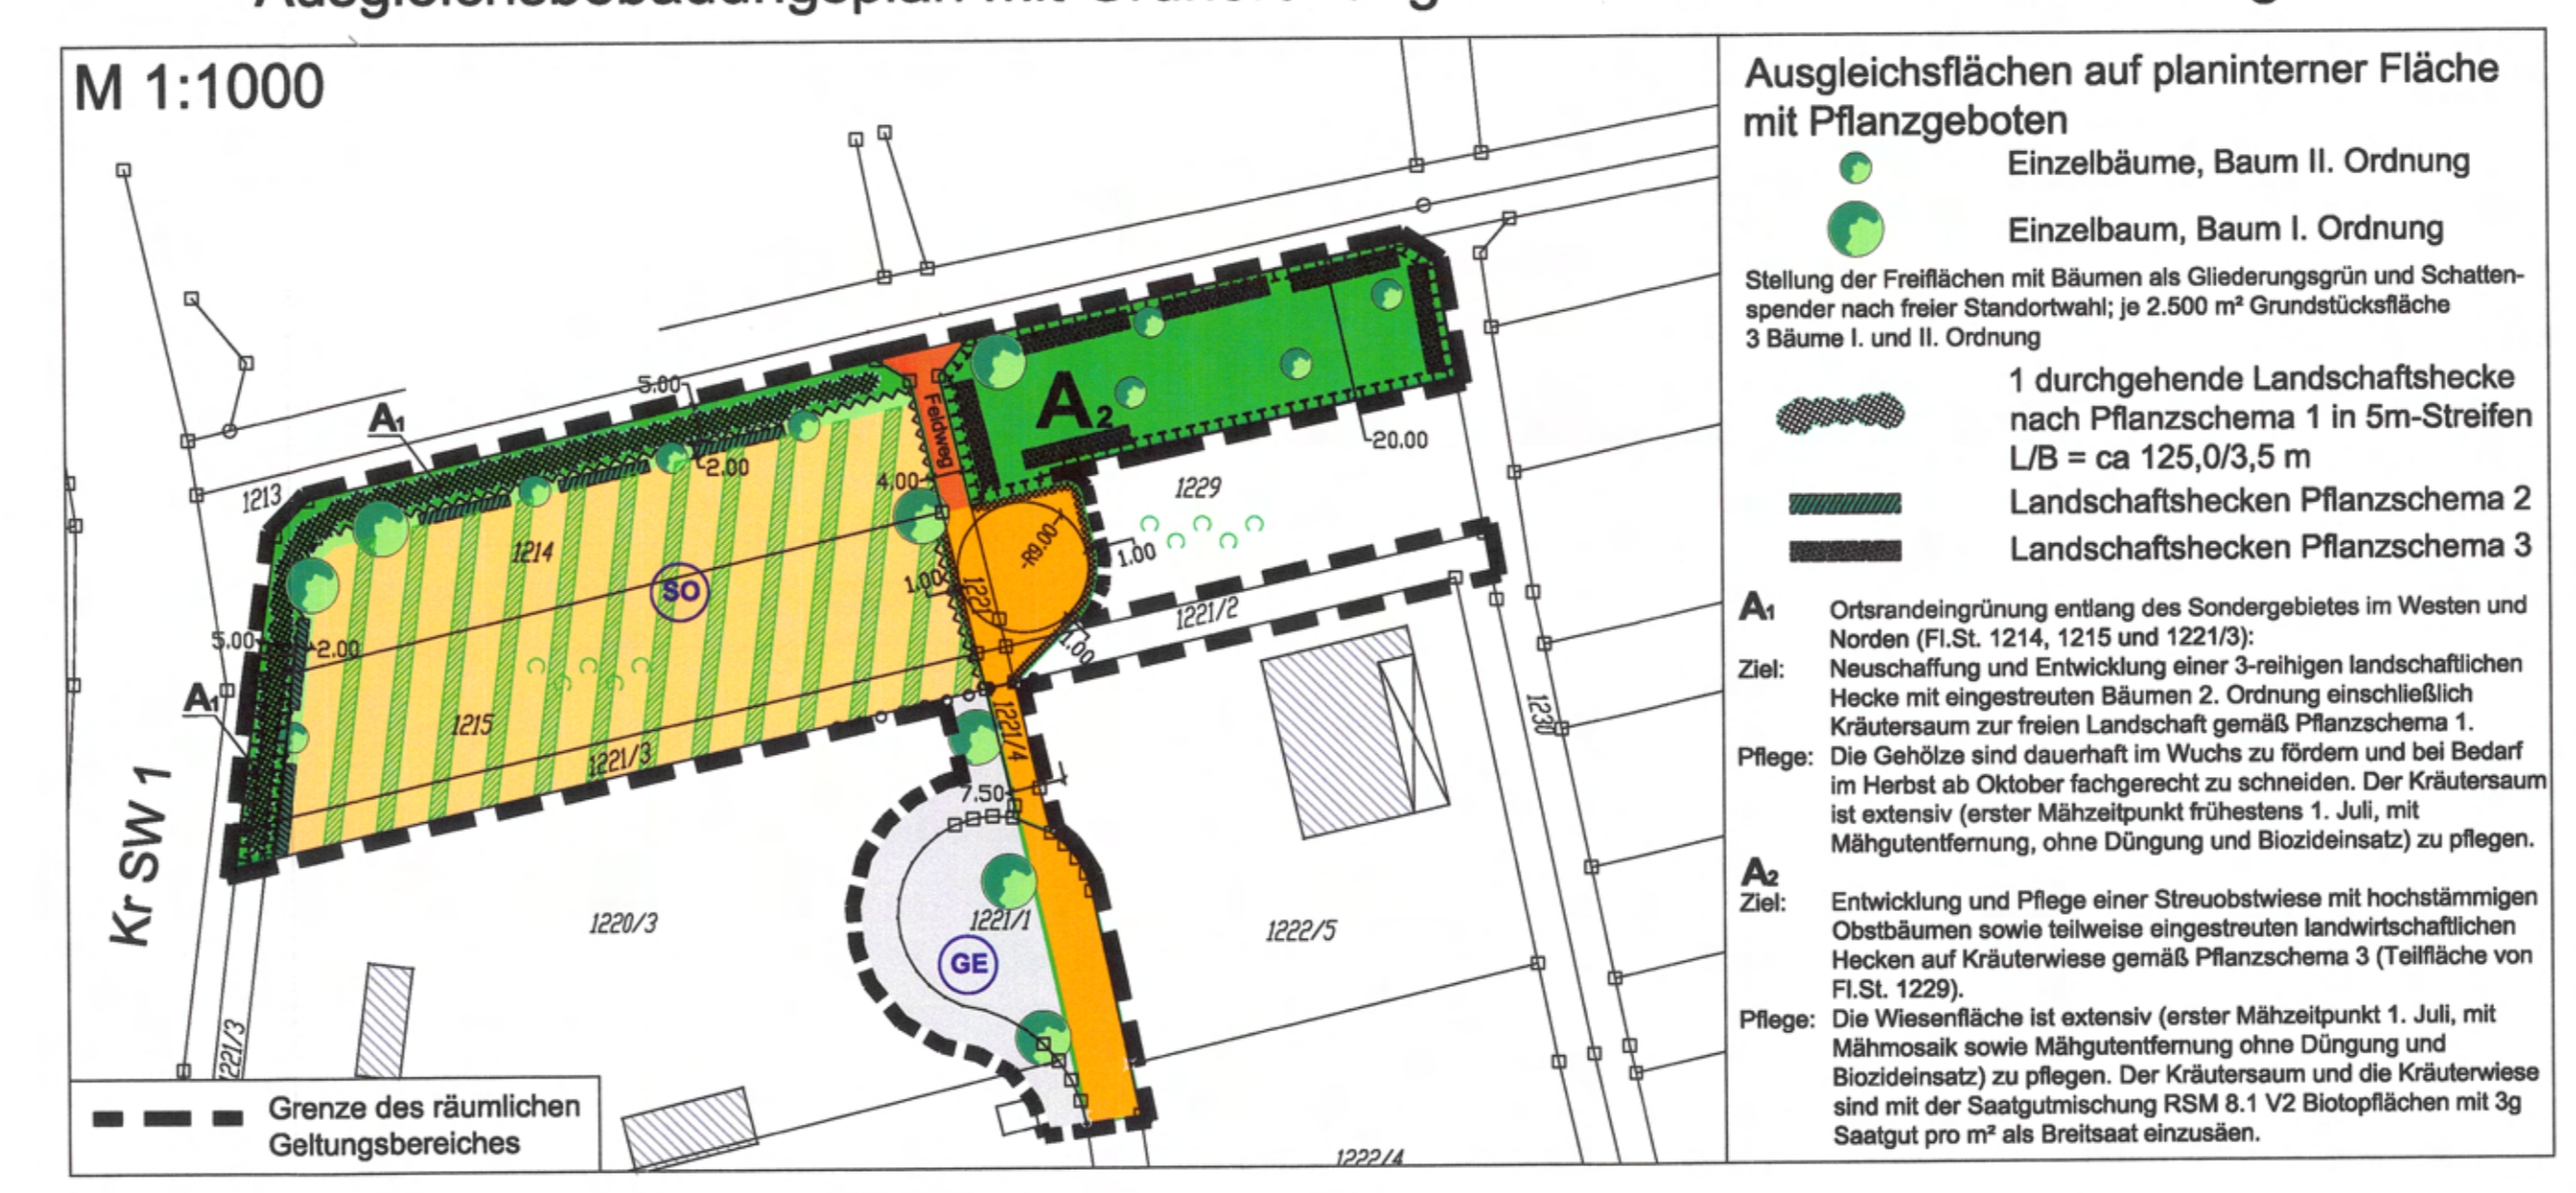 Ausgleichsbebauungsplan mit
M 1:1000
A1
5.00
2.00
Feldweg
4.00
A2
20.00
1213
1214
SO
1229
R9.00
1.00
1.00
1221/2
1.00
5.00
2.00
A1
1215
1221/3
1221/4
1230
7.50
Kr SW 1
1220/3
1221/1
GE
1222/5
1221/3
1222/4
Grenze des räumlichen
Geltungsbereiches
Ausgleichsflächen auf planinterner Fläche
mit Pflanzgeboten
Einzelbäume, Baum II. Ordnung
Einzelbaum, Baum I. Ordnung
Stellung der Freiflächen mit Bäumen als Gliederungsgrün und Schatten-
spender nach freier Standortwahl; je 2.500 m² Grundstücksfläche
3 Bäume I. und II. Ordnung
1 durchgehende Landschaftshecke
nach Pflanzschema 1 in 5m-Streifen
L/B = ca 125,0/3,5 m
Landschaftshecken Pflanzschema 2
Landschaftshecken Pflanzschema 3
A1 Ortsrandeingrünung entlang des Sondergebietes im Westen und
Norden (Fl.St. 1214, 1215 und 1221/3):
Ziel: Neuschaffung und Entwicklung einer 3-reihigen landschaftlichen
Hecke mit eingestreuten Bäumen 2. Ordnung einschließlich
Kräutersaum zur freien Landschaft gemäß Pflanzschema 1.
Pflege: Die Gehölze sind dauerhaft im Wuchs zu fördern und bei Bedarf
im Herbst ab Oktober fachgerecht zu schneiden. Der Kräutersaum
ist extensiv (erster Mähzeitpunkt frühestens 1. Juli, mit
Mähgutentfernung, ohne Düngung und Biozideinsatz) zu pflegen.
A2
Ziel: Entwicklung und Pflege einer Streuobstwiese mit hochstämmigen
Obstbäumen sowie teilweise eingestreuten landwirtschaftlichen
Hecken auf Kräuterwiese gemäß Pflanzschema 3 (Teilfläche von
Fl.St. 1229).
Pflege: Die Wiesenfläche ist extensiv (erster Mähzeitpunkt 1. Juli, mit
Mähmosaik sowie Mähgutentfernung ohne Düngung und
Biozideinsatz) zu pflegen. Der Kräutersaum und die Kräuterwiese
sind mit der Saatgutmischung RSM 8.1 V2 Biotopflächen mit 3g
Saatgut pro m² als Breitsaat einzusäen.